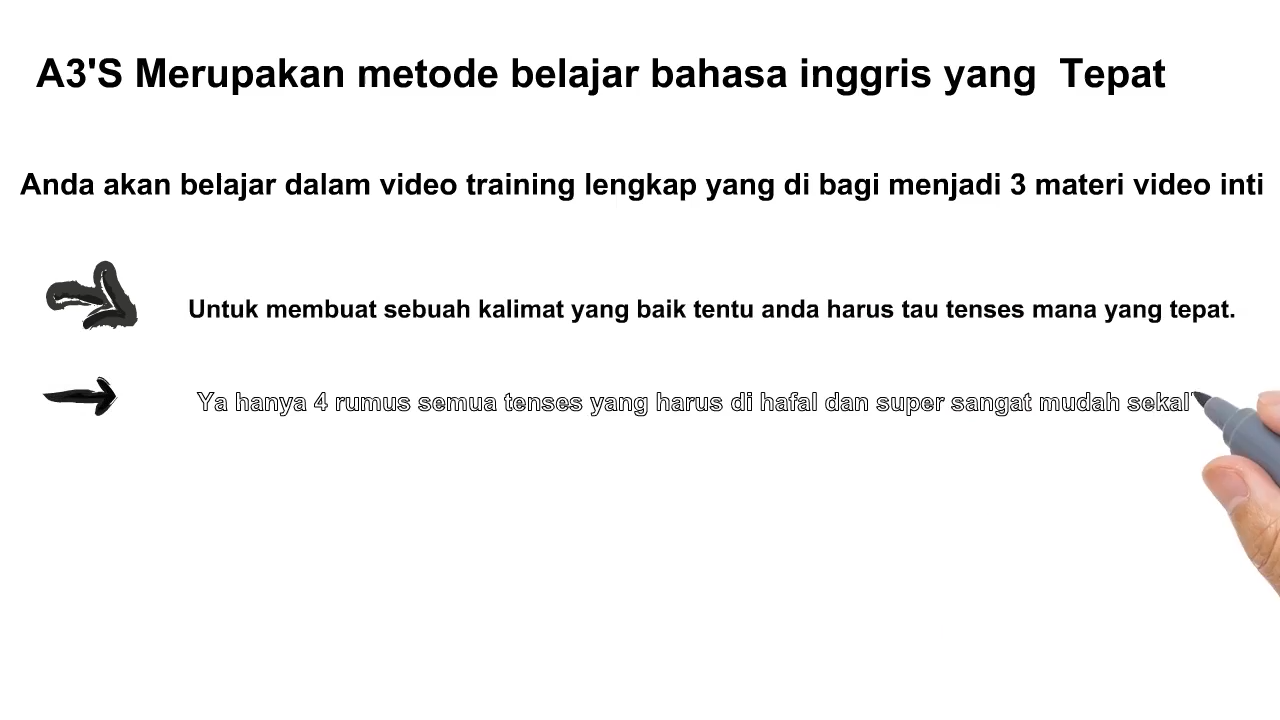 A3'S Merupakan metode belajar bahasa inggris yang Tepat
Anda akan belajar dalam video training lengkap yang di bagi menjadi 3 materi video inti
Untuk membuat sebuah kalimat yang baik tentu anda harus tau tenses mana yang tepat.
Ya hanya 4 rumus semua tenses yang harus di hafal dan super sangat mudah sekal